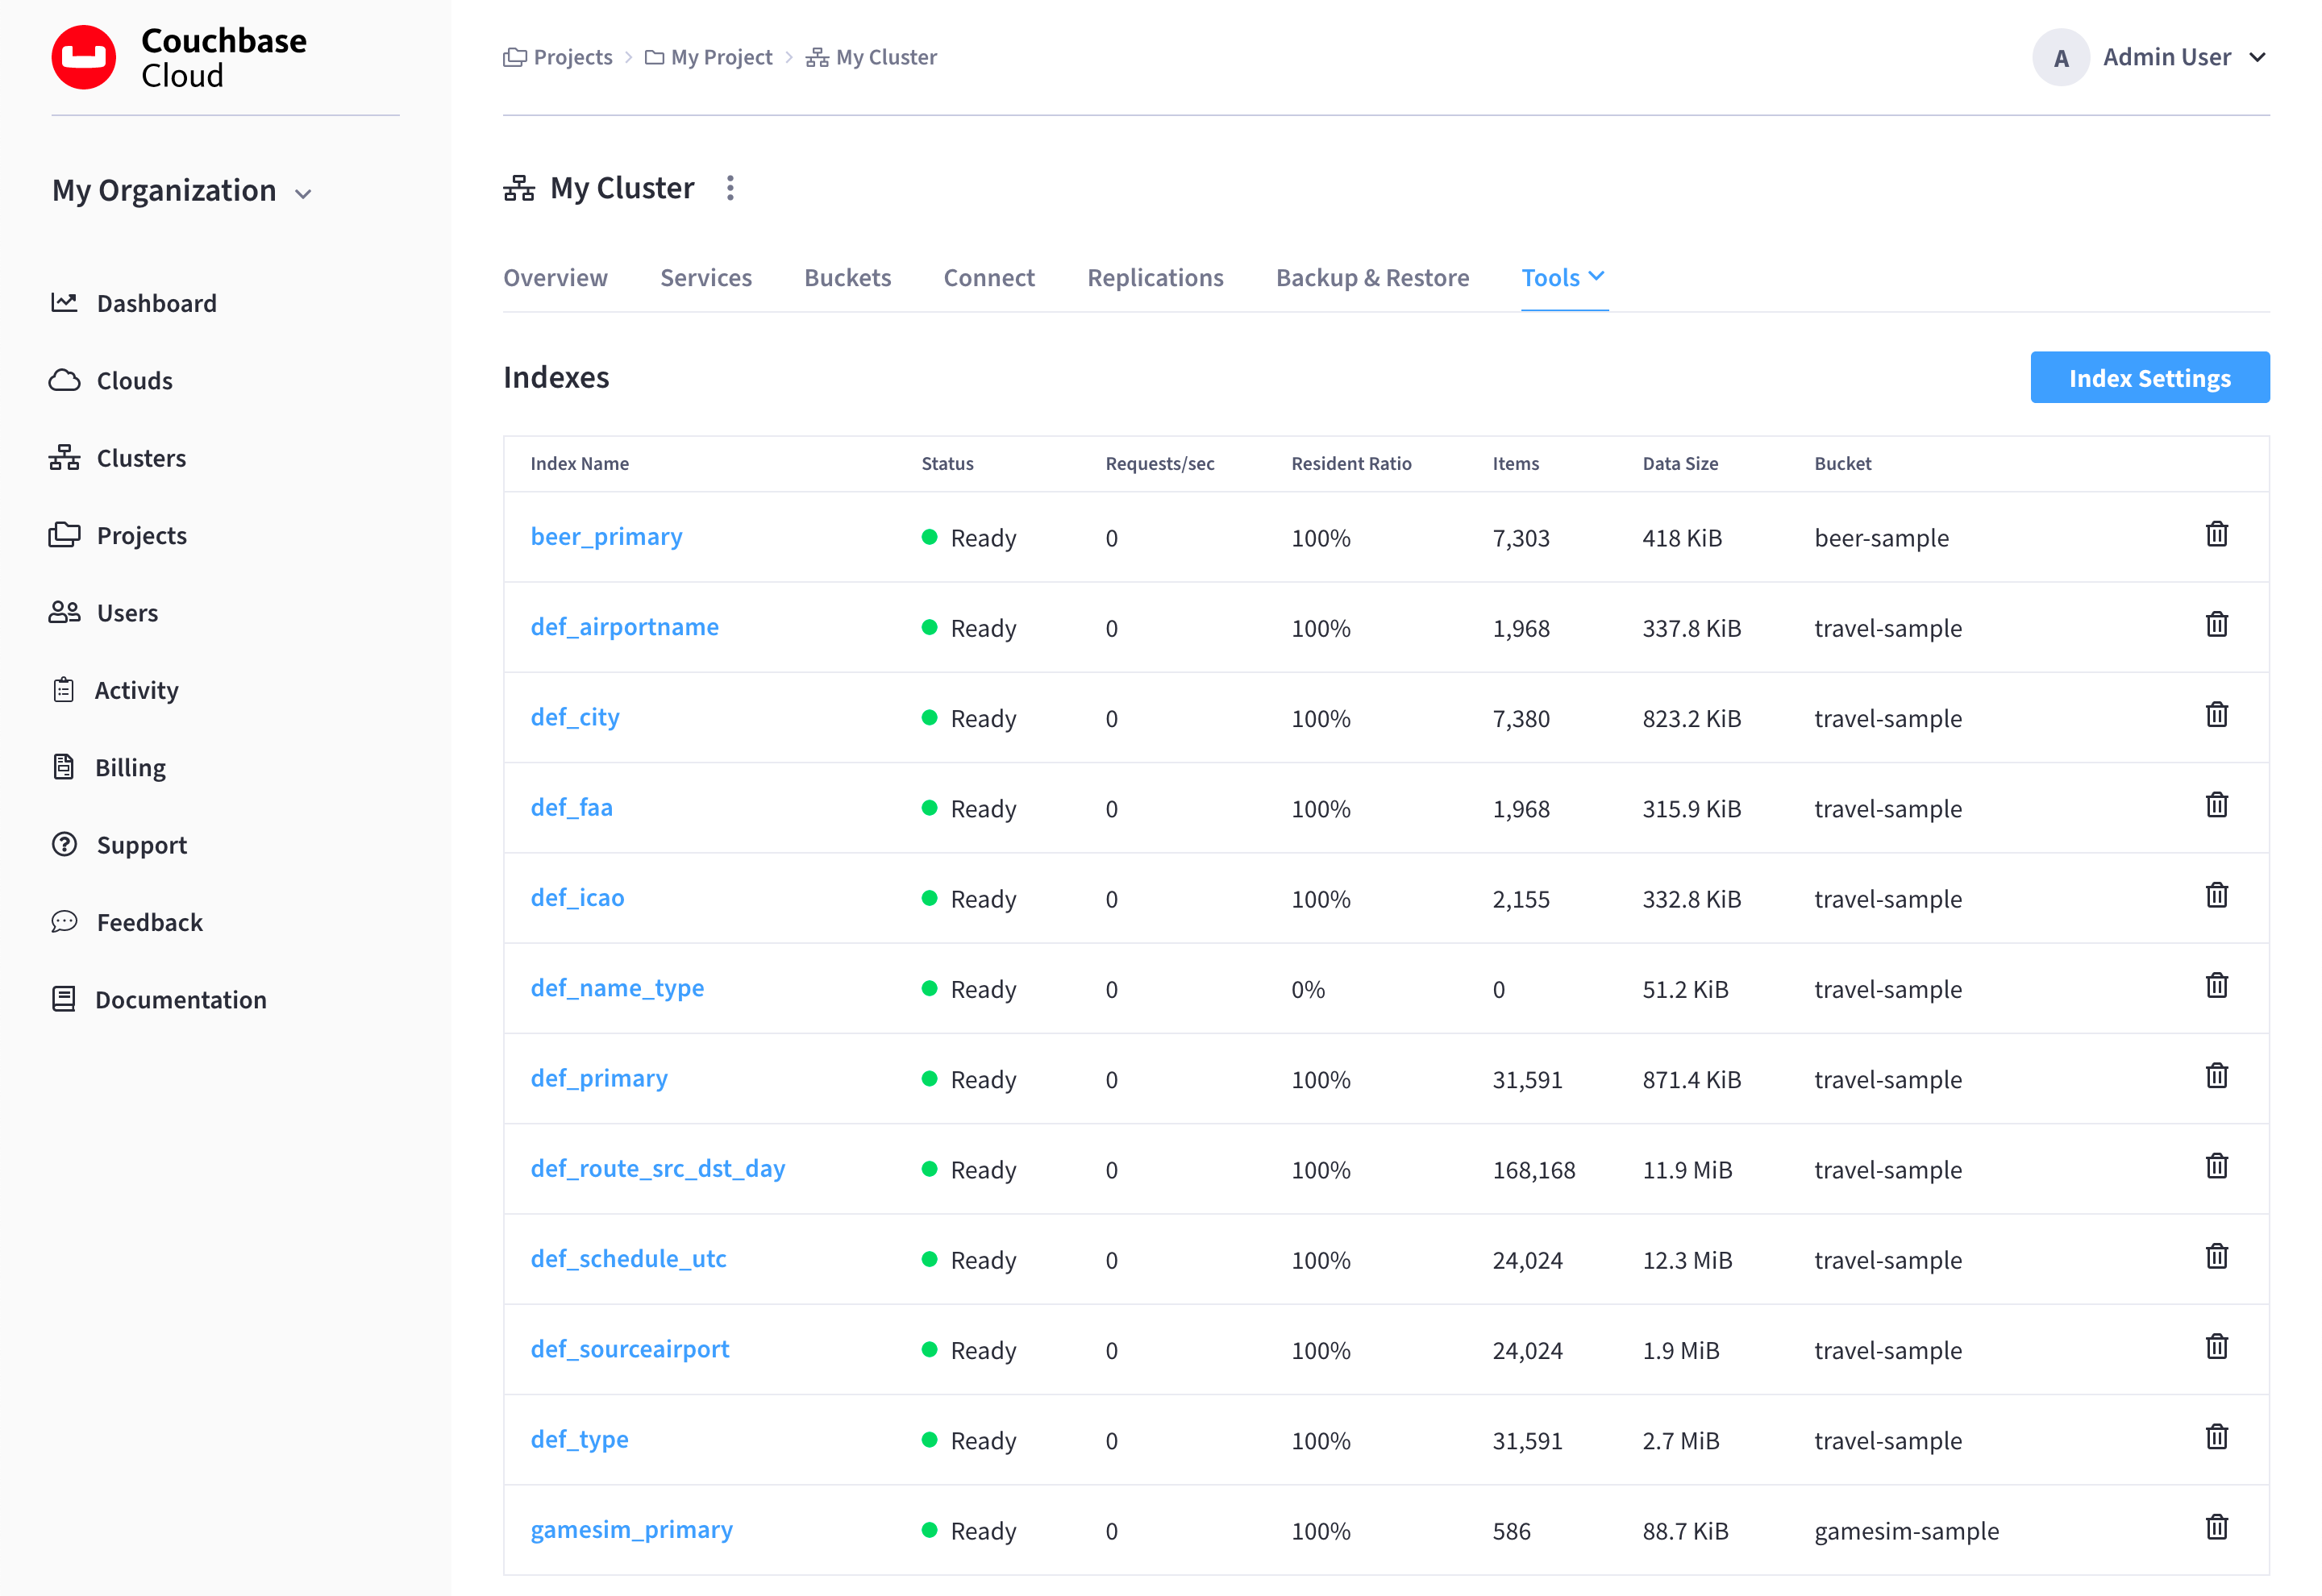 Couchbase
Cloud
Projects > My Project > My Cluster
A Admin User
My Organization
My Cluster
Dashboard
Clouds
Clusters
Projects
Users
Activity
Billing
Support
Feedback
Documentation
Overview Services Buckets Connect Replications Backup & Restore Tools
Indexes
Index Settings
Index Name Status Requests/sec Resident Ratio Items Data Size Bucket
beer_primary Ready 0 100% 7,303 418 KiB beer-sample
def_airportname Ready 0 100% 1,968 337.8 KiB travel-sample
def_city Ready 0 100% 7,380 823.2 KiB travel-sample
def_faa Ready 0 100% 1,968 315.9 KiB travel-sample
def_icao Ready 0 100% 2,155 332.8 KiB travel-sample
def_name_type Ready 0 0% 0 51.2 KiB travel-sample
def_primary Ready 0 100% 31,591 871.4 KiB travel-sample
def_route_src_dst_day Ready 0 100% 168,168 11.9 MiB travel-sample
def_schedule_utc Ready 0 100% 24,024 12.3 MiB travel-sample
def_sourceairport Ready 0 100% 24,024 1.9 MiB travel-sample
def_type Ready 0 100% 31,591 2.7 MiB travel-sample
gamesim_primary Ready 0 100% 586 88.7 KiB gamesim-sample